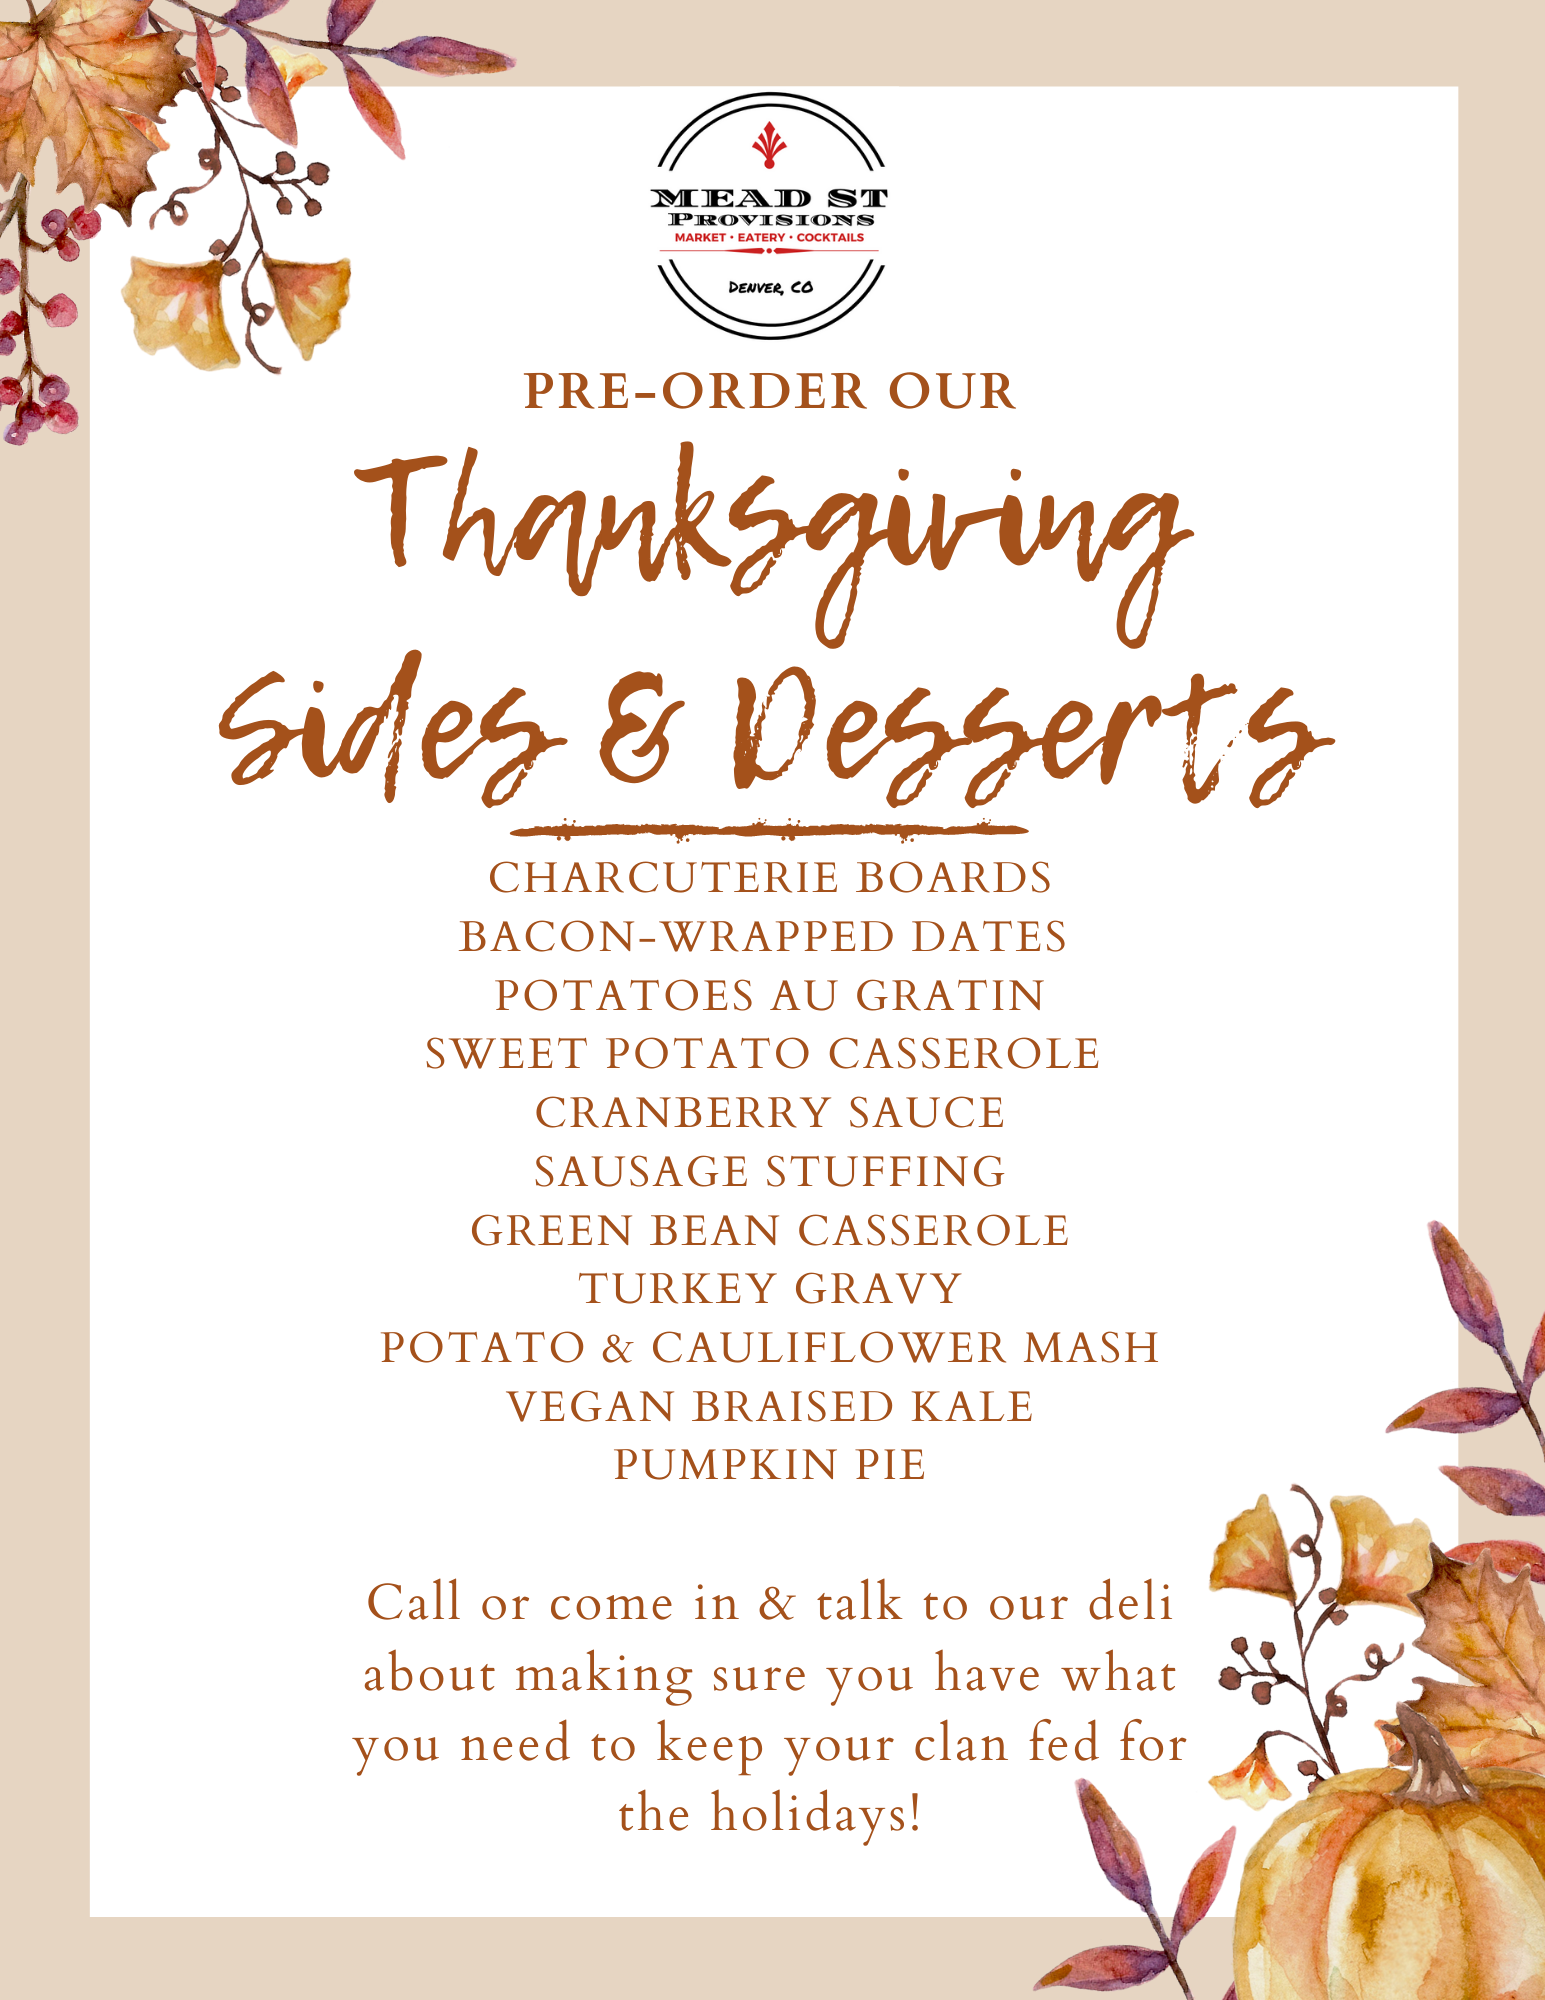 MEAD ST
PROVISIONS
MARKET • EATERY • COCKTAILS
DENVER, CO
PRE-ORDER OUR
Thanksgiving
Sides & Desserts
CHARCUTERIE BOARDS
BACON-WRAPPED DATES
POTATOES AU GRATIN
SWEET POTATO CASSEROLE
CRANBERRY SAUCE
SAUSAGE STUFFING
GREEN BEAN CASSEROLE
TURKEY GRAVY
POTATO & CAULIFLOWER MASH
VEGAN BRAISED KALE
PUMPKIN PIE
Call or come in & talk to our deli
about making sure you have what
you need to keep your clan fed for
the holidays!